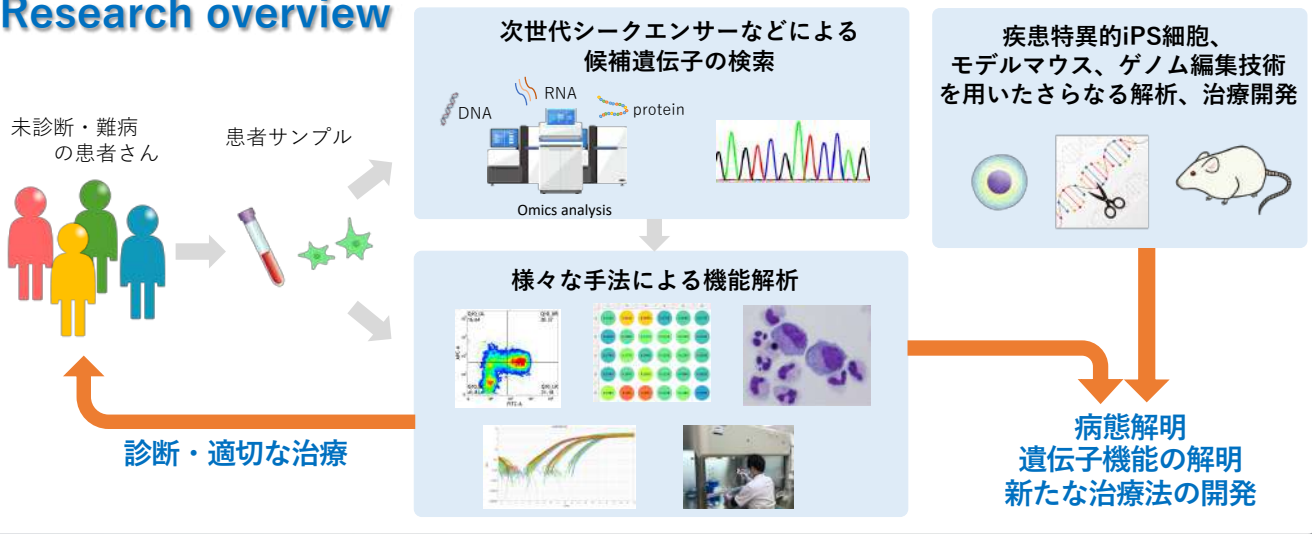 Research overview
次世代シークエンサーなどによる
候補遺伝子の検索
DNA
RNA
protein
Omics analysis
疾患特異的iPS細胞、
モデルマウス、ゲノム編集技術
を用いたさらなる解析、治療開発
未診断・難病
の患者さん
患者サンプル
様々な手法による機能解析
FITC-A
診断・適切な治療
病態解明
遺伝子機能の解明
新たな治療法の開発